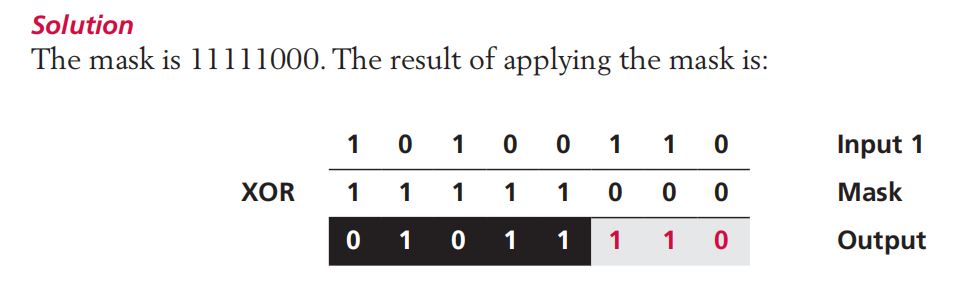 Solution
The mask is 11111000. The result of applying the mask is:
1 0 1 0 0 1 1 0 Input 1
XOR 1 1 1 1 1 0 0 0 Mask
0 1 0 1 1 1 1 0 Output